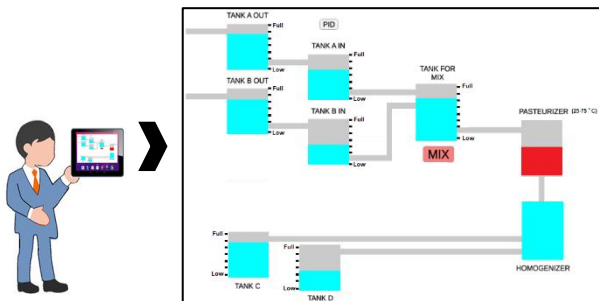 TANK A OUT
Full
PID
TANK A IN
Full
Low
Low
TANK B OUT
Full
TANK B IN
Full
Low
Low
TANK FOR
MIX
Full
Low
MIX
PASTEURIZER (25-75 °C)
HOMOGENIZER
Full
Low
TANK C
Full
Low
TANK D